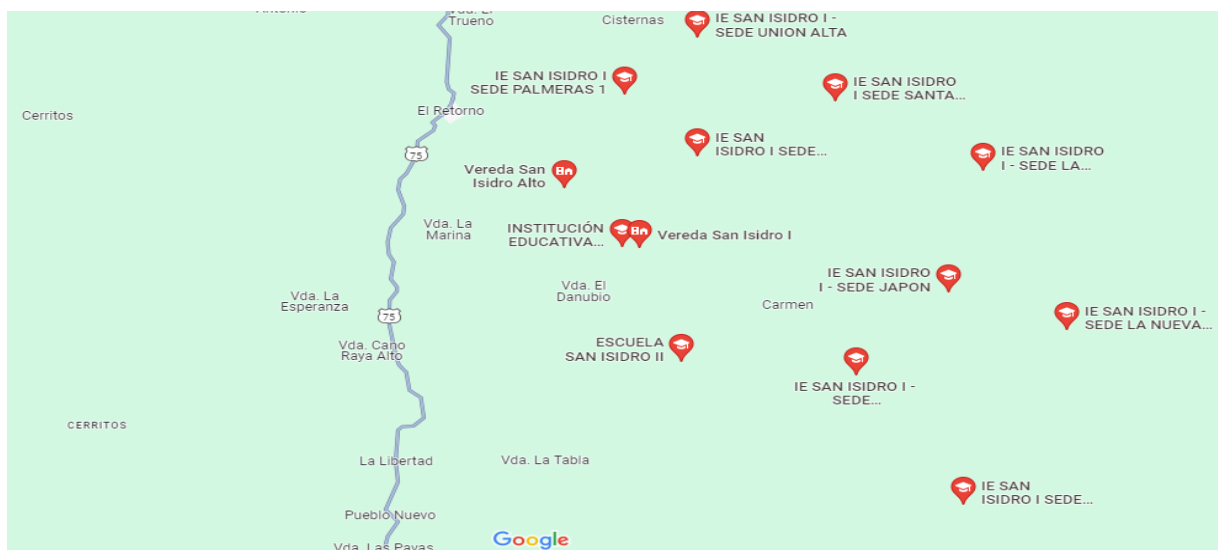 Vda. El
Trueno
Cisternas
IE SAN ISIDRO I -
SEDE UNION ALTA
IE SAN ISIDRO I
SEDE PALMERAS 1
IE SAN ISIDRO
I SEDE SANTA...
Cerritos
El Retorno
75
IE SAN
ISIDRO I SEDE...
IE SAN ISIDRO
I - SEDE LA...
Vereda San
Isidro Alto
Vda. La
Marina
INSTITUCIÓN
EDUCATIVA...
Vereda San Isidro I
Vda. El
Danubio
IE SAN ISIDRO
I - SEDE JAPON
Vda. La
Esperanza
Carmen
75
IE SAN ISIDRO I -
SEDE LA NUEVA...
Vda. Cano
Raya Alto
ESCUELA
SAN ISIDRO II
IE SAN ISIDRO I -
SEDE...
CERRITOS
La Libertad
Vda. La Tabla
IE SAN
ISIDRO I SEDE...
Pueblo Nuevo
Google
Vda. Las Pavas